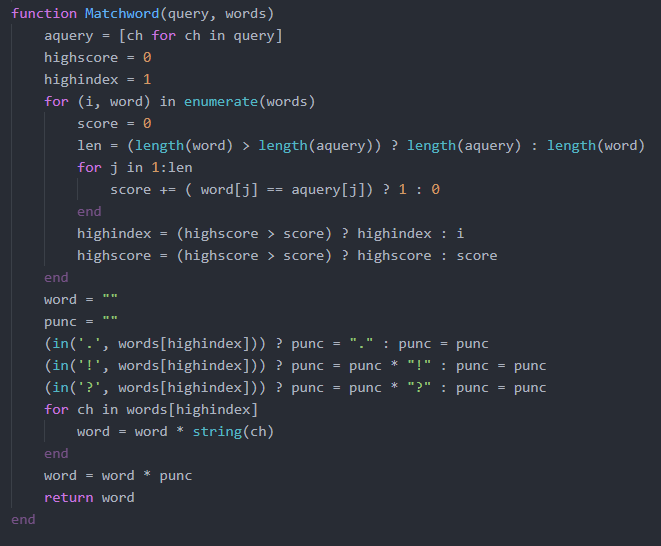 function Matchword(query, words)
    aquery = [ch for ch in query]
    highscore = 0
    highindex = 1
    for (i, word) in enumerate(words)
        score = 0
        len = (length(word) > length(aquery)) ? length(aquery) : length(word)
        for j in 1:len
            score += ( word[j] == aquery[j]) ? 1 : 0
        end
        highindex = (highscore > score) ? highindex : i
        highscore = (highscore > score) ? highscore : score
    end
    word = ""
    punc = ""
    (in('.', words[highindex])) ? punc = "." : punc = punc
    (in('!', words[highindex])) ? punc = punc * "!" : punc = punc
    (in('?', words[highindex])) ? punc = punc * "?" : punc = punc
    for ch in words[highindex]
        word = word * string(ch)
    end
    word = word * punc
    return word
end